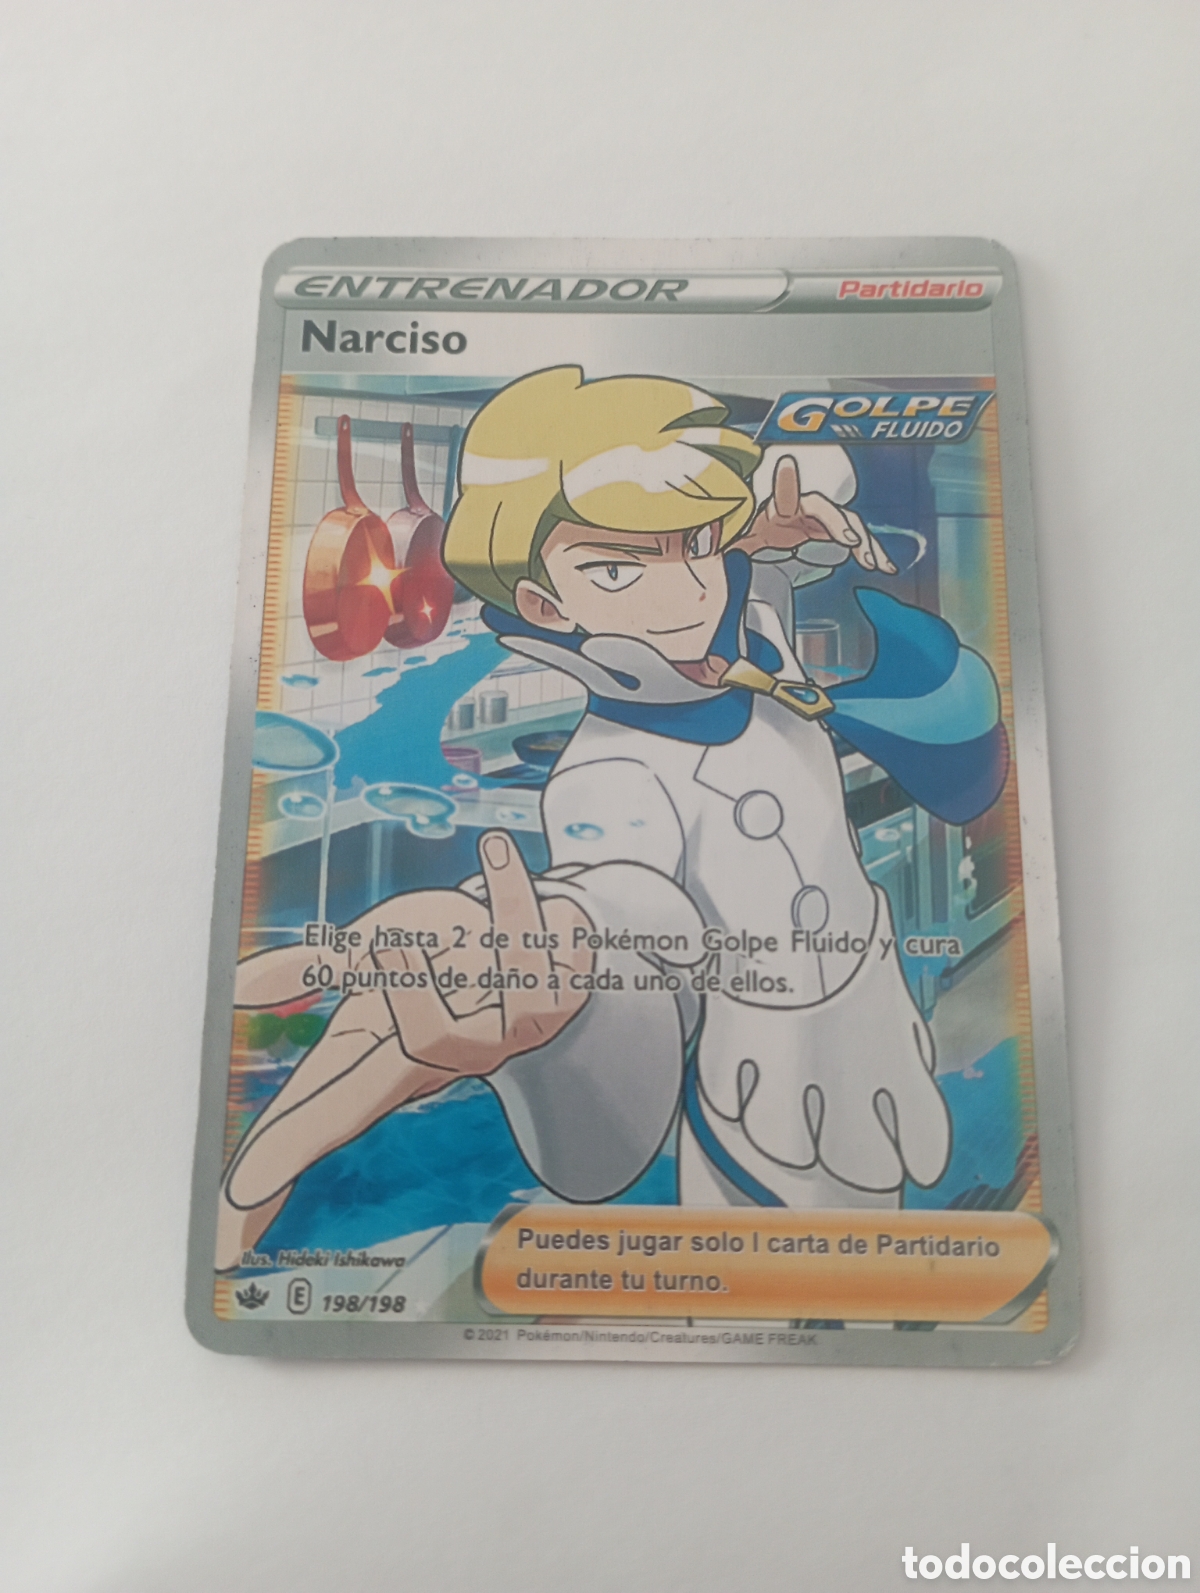 ENTRENADOR Partidario
Narciso
GOLPE
FLUIDO
Elige hasta 2 de tus Pokémon Golpe Fluido y cura
60 puntos de daño a cada uno de ellos.
Puedes jugar solo 1 carta de Partidario
durante tu turno.
Ilus. Hideki Ishikawa
E 198/198
© 2021 Pokémon/Nintendo/Creatures/GAME FREAK
todocoleccion